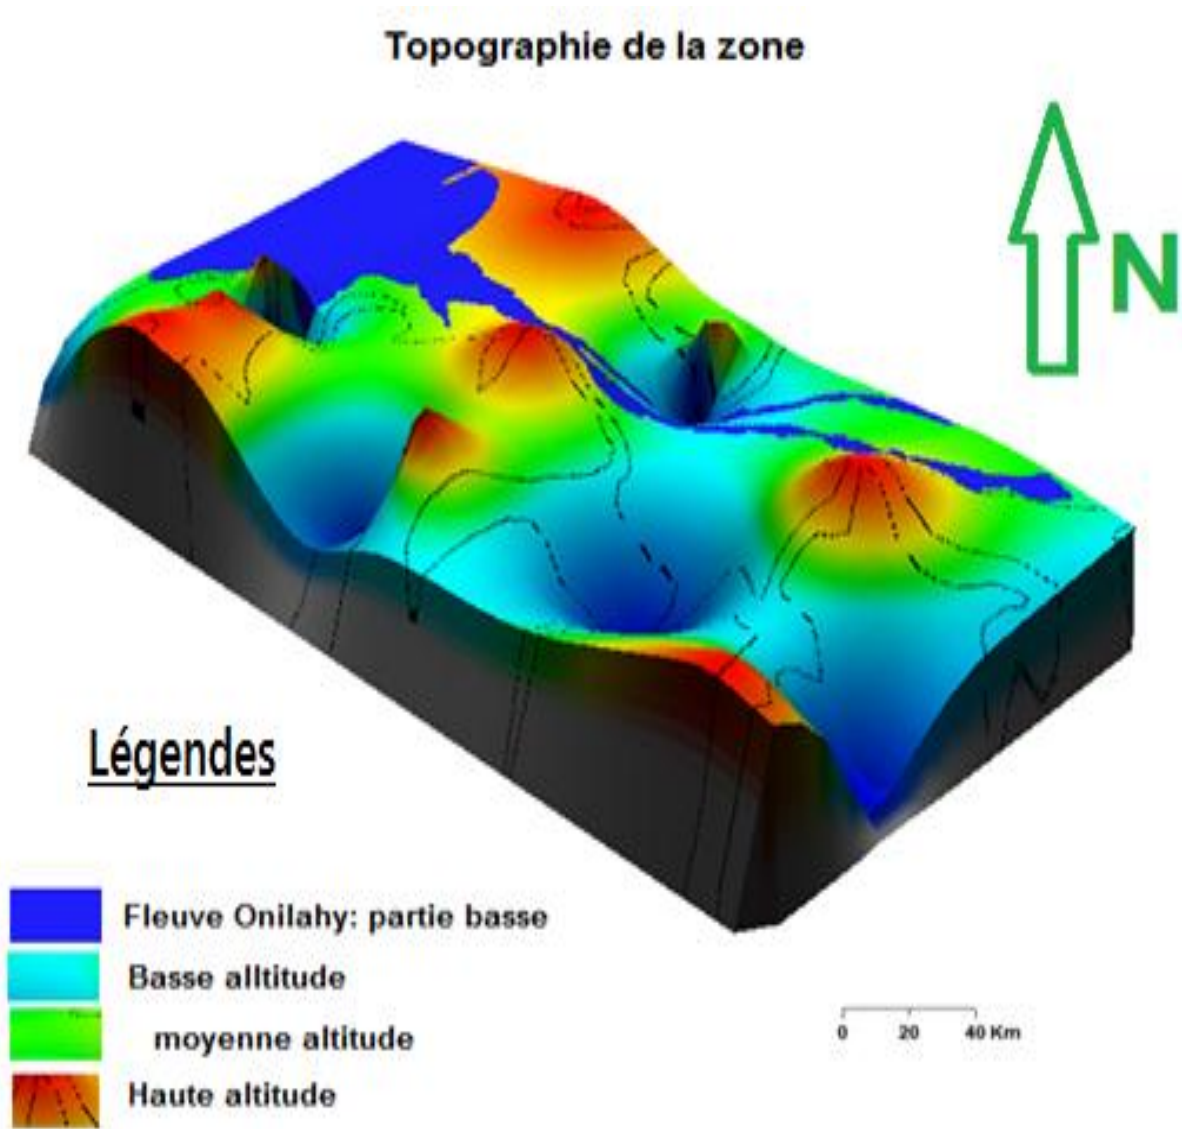 Topographie de la zone
N
Légendes
Fleuve Onilahy: partie basse
Basse alltitude
moyenne altitude
Haute altitude
0 20 40 Km